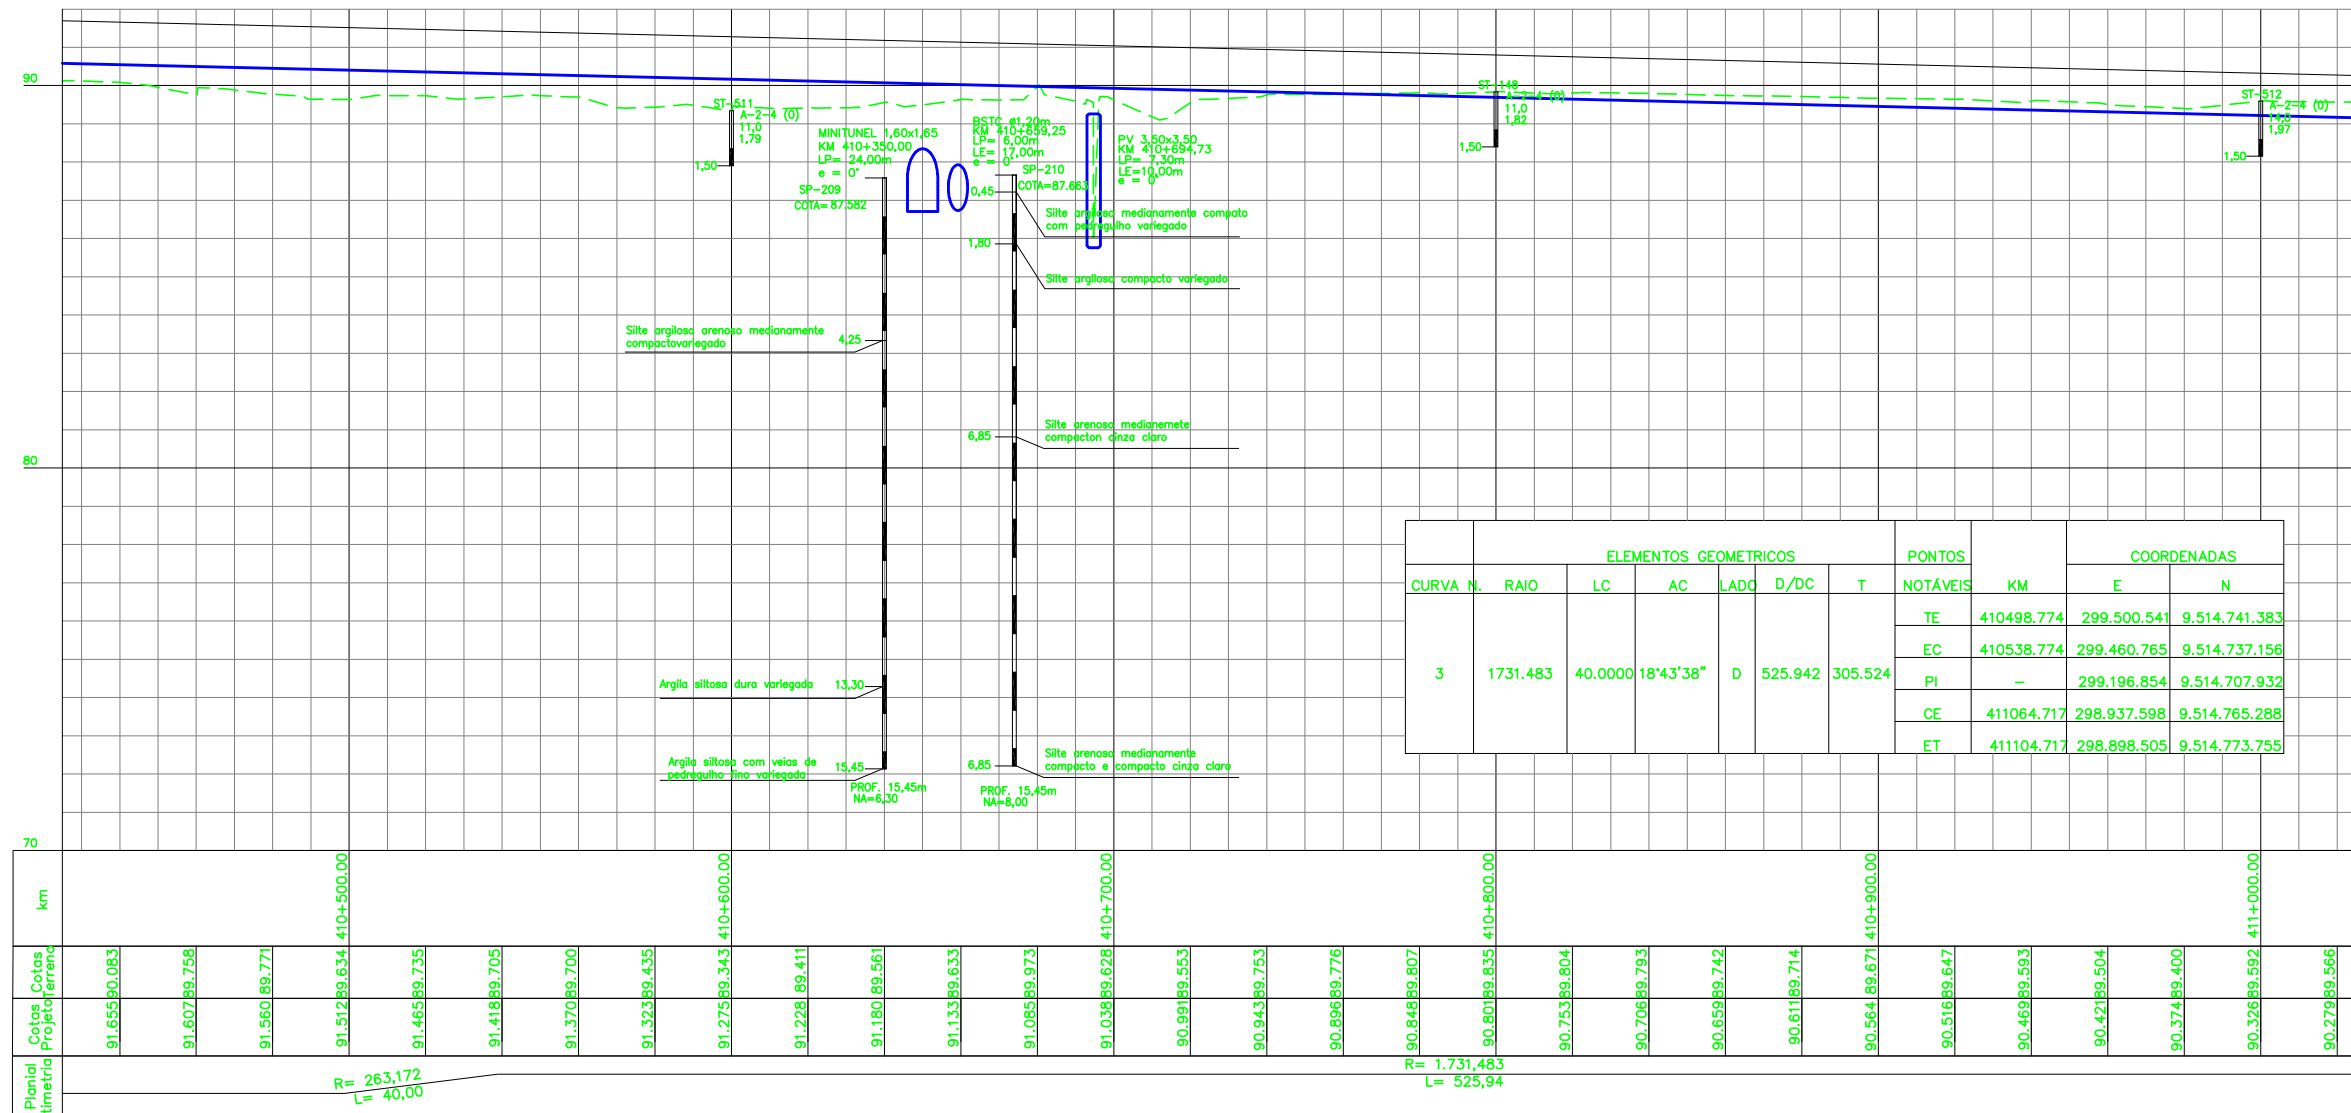 90
80
70
ST-511
A-2-4 (0)
11,0
1,79
1,50
MINITUNEL 1,60x1,65
KM 410+350,00
LP= 24,00m
e = 0°
SP-209
COTA=87.582
BSTC ø1,20m
KM 410+659,25
LP= 6,00m
LE= 17,00m
e = 0°
SP-210
COTA=87.663
0,45
PV 3,50x3,50
KM 410+694,73
LP= 7,30m
LE=10,00m
e = 0°
Silte argiloso medianamente compato
com pedregulho variegado
1,80
Silte argiloso compacto variegado
Silte argiloso arenoso medianamente
compactovariegado
4,25
6,85
Silte arenoso medianemete
compacton cinza claro
Argila siltosa dura variegada
13,30
Argila siltosa com veias de
pedregulho fino variegada
15,45
PROF. 15,45m
NA=6,30
6,85
Silte arenoso medianamente
compacto e compacto cinza claro
PROF. 15,45m
NA=8,00
ST-148
A-2-4 (0)
11,0
1,82
1,50
ST-512
A-2-4 (0)
14,0
1,97
1,50
ELEMENTOS GEOMETRICOS PONTOS COORDENADAS
CURVA N. RAIO LC AC LADO D/DC T NOTÁVEIS KM E N
TE 410498.774 299.500.541 9.514.741.383
EC 410538.774 299.460.765 9.514.737.156
3 1731.483 40.0000 18°43'38" D 525.942 305.524
PI – 299.196.854 9.514.707.932
CE 411064.717 298.937.598 9.514.765.288
ET 411104.717 298.898.505 9.514.773.755
km
410+500.00 410+600.00 410+700.00 410+800.00 410+900.00 411+000.00
Cotas
Terreno
90.083 89.758 89.771 89.634 89.735 89.705 89.700 89.435 89.343 89.411 89.561 89.633 89.973 89.628 89.553 89.753 89.776 89.807 89.835 89.804 89.793 89.742 89.714 89.671 89.647 89.593 89.504 89.400 89.592 89.566
Cotas
Projeto
91.655 91.607 91.560 91.512 91.465 91.418 91.370 91.323 91.275 91.228 91.180 91.133 91.085 91.038 90.991 90.943 90.896 90.848 90.801 90.753 90.706 90.659 90.611 90.564 90.516 90.469 90.421 90.374 90.326 90.279
Planial
timetria
R= 263,172
L= 40,00
R= 1.731,483
L= 525,94